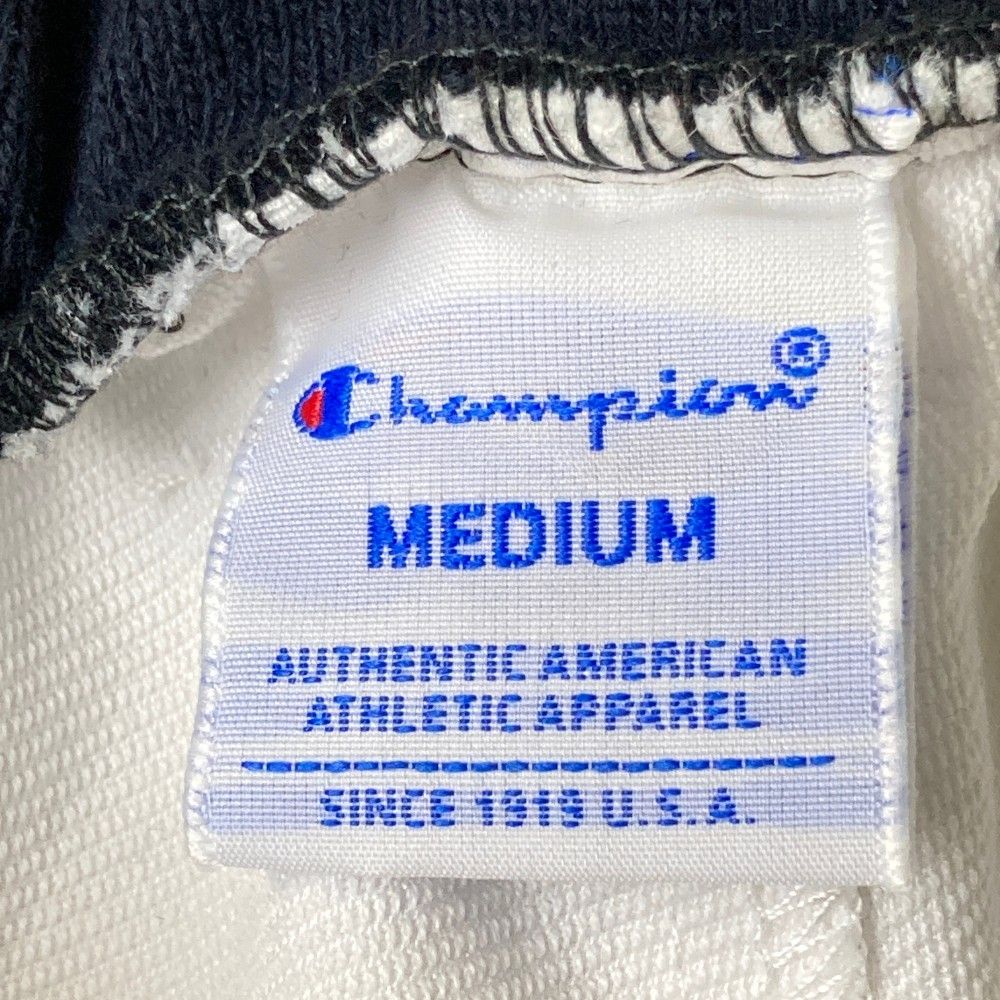 Champion®
MEDIUM
AUTHENTIC AMERICAN
ATHLETIC APPAREL
SINCE 1919 U.S.A.